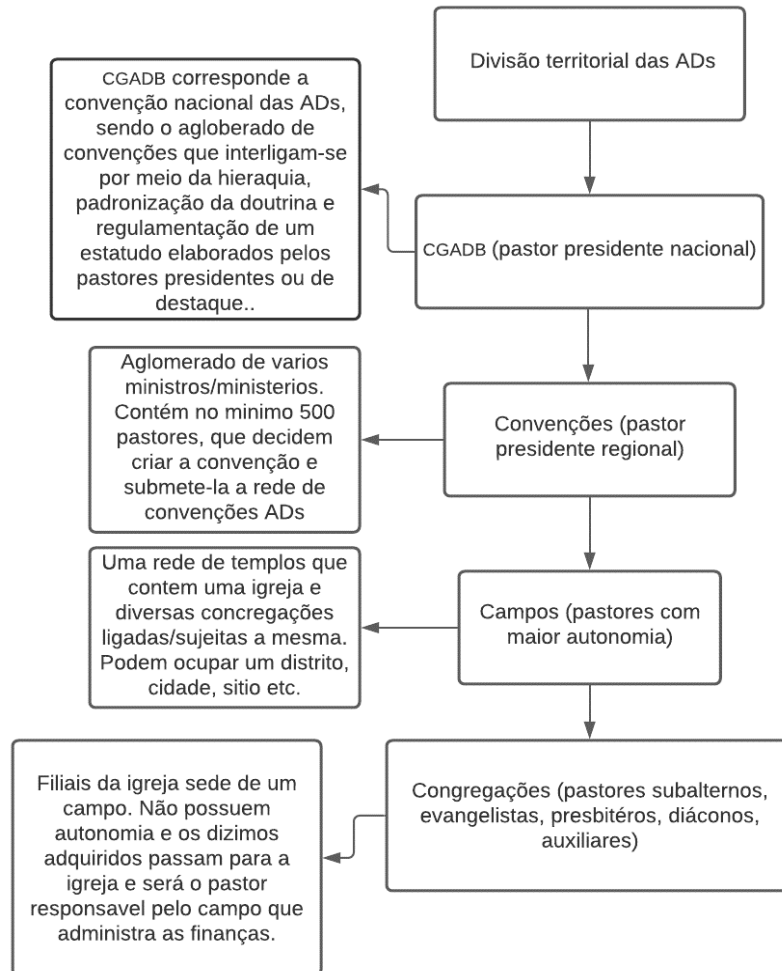 Divisão territorial das ADs
CGADB corresponde a
convenção nacional das ADs,
sendo o agloberado de
convenções que interligam-se
por meio da hieraquia,
padronização da doutrina e
regulamentação de um
estatudo elaborados pelos
pastores presidentes ou de
destaque..
CGADB (pastor presidente nacional)
Aglomerado de varios
ministros/ministerios.
Contém no minimo 500
pastores, que decidem
criar a convenção e
submete-la a rede de
convenções ADs
Convenções (pastor
presidente regional)
Uma rede de templos que
contem uma igreja e
diversas concregações
ligadas/sujeitas a mesma.
Podem ocupar um distrito,
cidade, sitio etc.
Campos (pastores com
maior autonomia)
Filiais da igreja sede de um
campo. Não possuem
autonomia e os dizimos
adquiridos passam para a
igreja e será o pastor
responsavel pelo campo que
administra as finanças.
Congregações (pastores subalternos,
evangelistas, presbitéros, diáconos,
auxiliares)